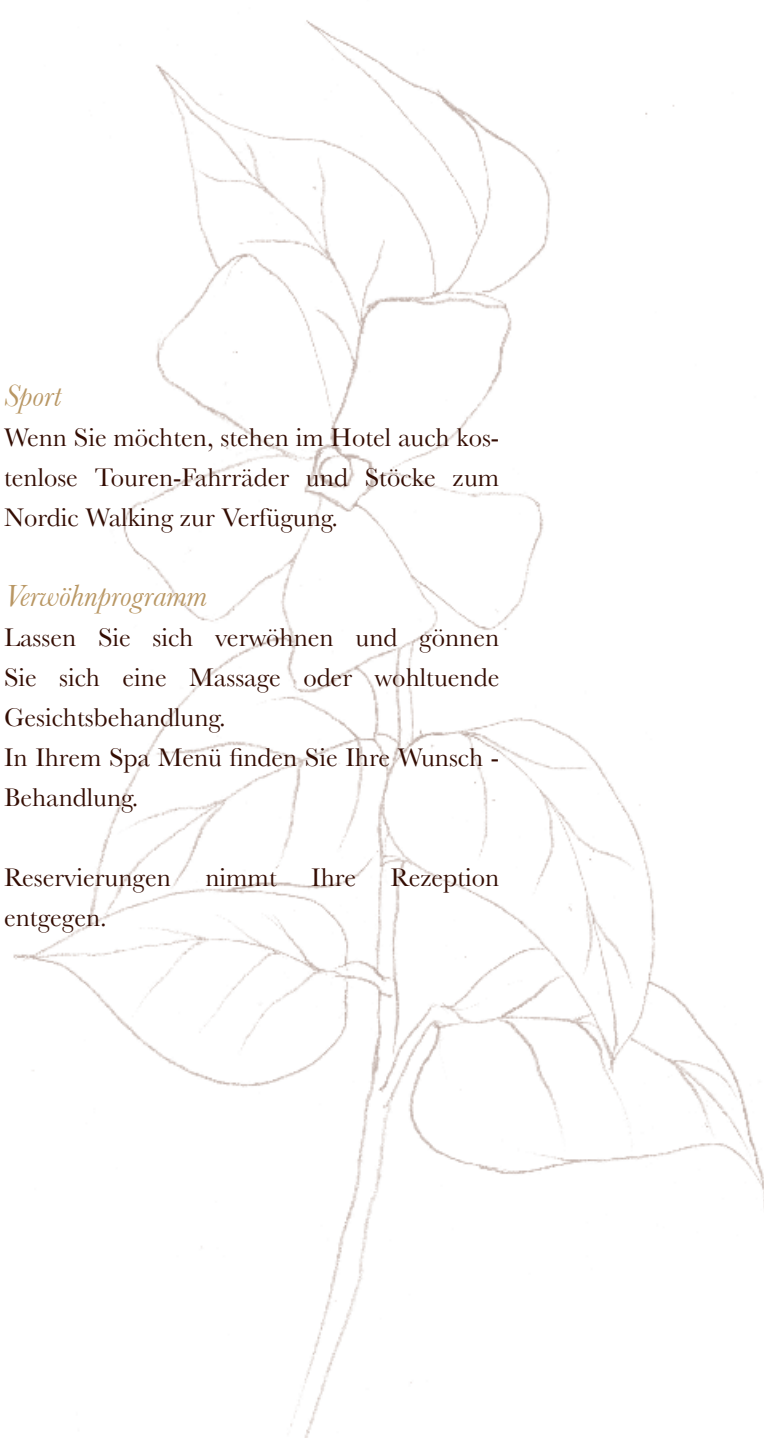 Sport
Wenn Sie möchten, stehen im Hotel auch kos-
tenlose Touren-Fahrräder und Stöcke zum
Nordic Walking zur Verfügung.
Verwöhnprogramm
Lassen Sie sich verwöhnen und gönnen
Sie sich eine Massage oder wohltuende
Gesichtsbehandlung.
In Ihrem Spa Menü finden Sie Ihre Wunsch -
Behandlung.
Reservierungen nimmt Ihre Rezeption
entgegen.